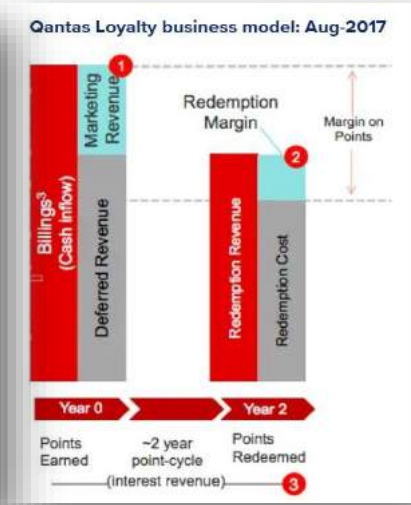 Qantas Loyalty business model: Aug-2017
1
Marketing
Revenue
Redemption
Margin
Margin on
Points
2
Billings³
(Cash inflow)
Deferred Revenue
Redemption Revenue
Redemption Cost
Year 0
Year 2
Points
Earned
~2 year
point-cycle
Points
Redeemed
(interest revenue)
3